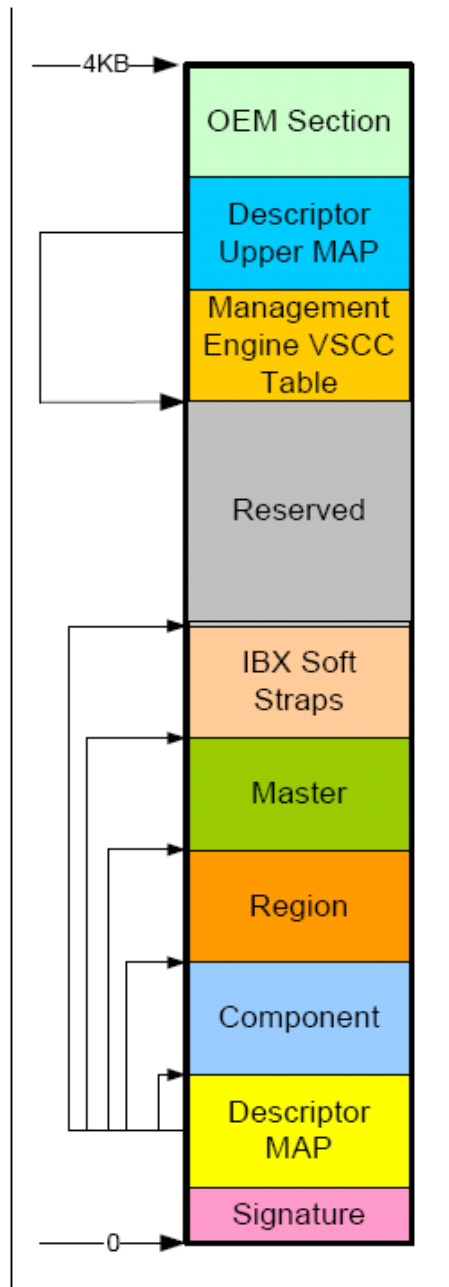 4KB
OEM Section
Descriptor
Upper MAP
Management
Engine VSCC
Table
Reserved
IBX Soft
Straps
Master
Region
Component
Descriptor
MAP
Signature
0